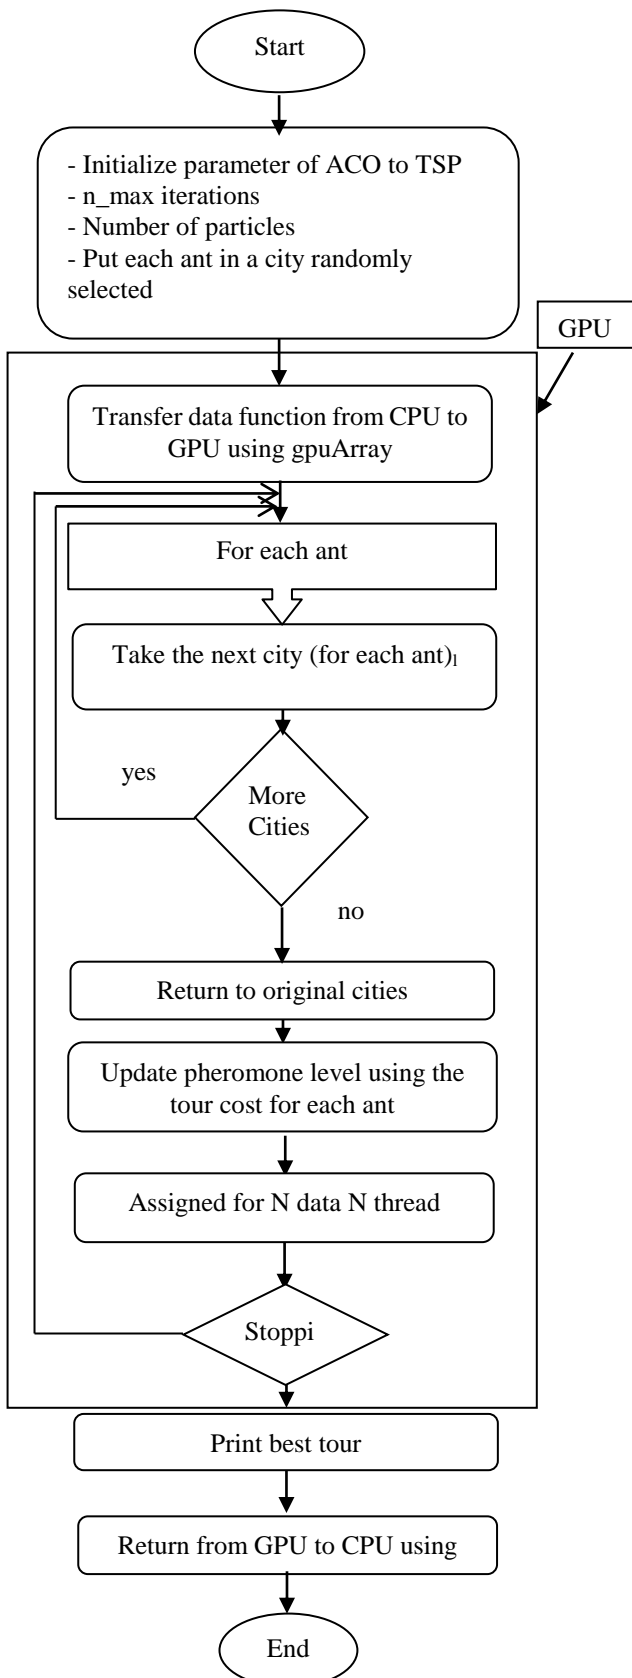 Start
- Initialize parameter of ACO to TSP
- n_max iterations
- Number of particles
- Put each ant in a city randomly
selected
GPU
Transfer data function from CPU to
GPU using gpuArray
For each ant
Take the next city (for each ant)ₗ
yes
More
Cities
no
Return to original cities
Update pheromone level using the
tour cost for each ant
Assigned for N data N thread
Stoppi
Print best tour
Return from GPU to CPU using
End